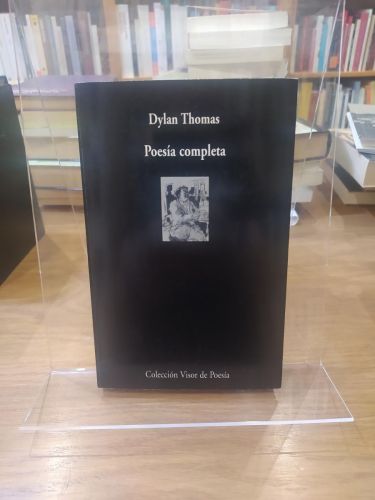 Dylan Thomas
Poesía completa
Colección Visor de Poesía